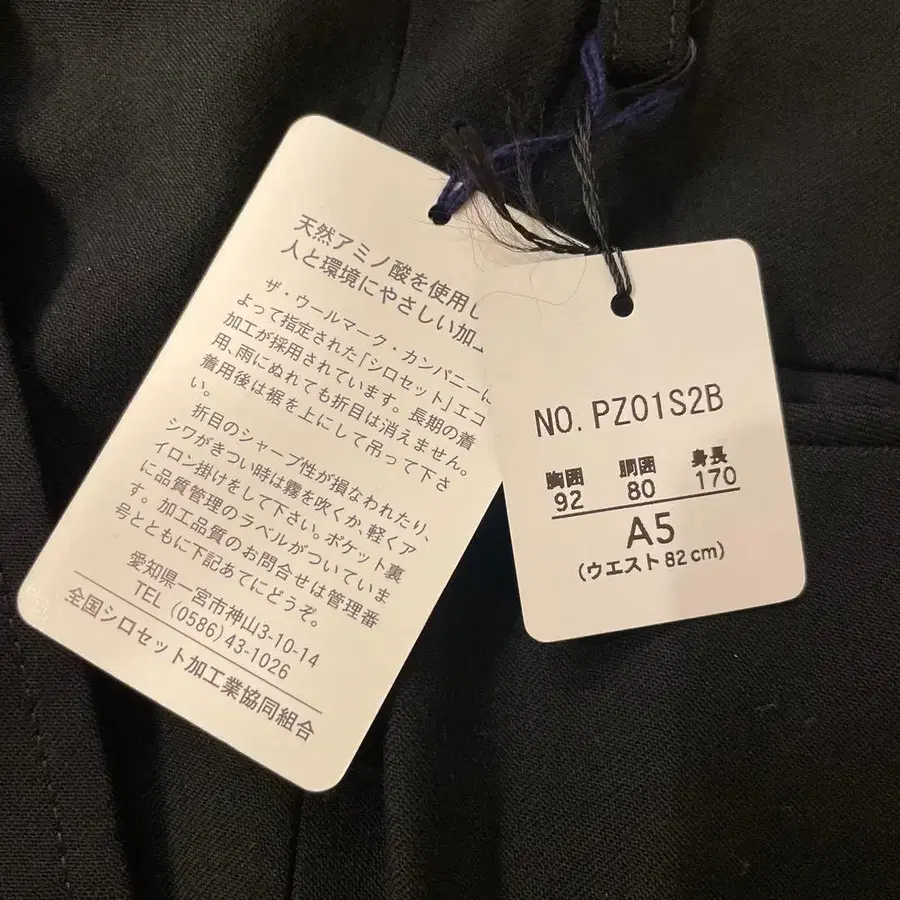 天然アミノ酸を使用し
人と環境にやさしい加工
ザ・ウールマーク・カンパニーに
よって指定された「シロセット」エコ
加工が採用されています。長期の着
用、雨にぬれても折目は消えません。
着用後は裾を上にして吊って下さ
い。
折目のシャープ性が損なわれたり、
シワがきつい時は霧を吹くか、軽くア
イロン掛けをして下さい。ポケット裏
に品質管理のラベルがついていま
す。加工品質のお問合せは管理番
号とともに下記あてにどうぞ。
愛知県一宮市神山3-10-14
TEL (0586) 43-1026
全国シロセット加工業協同組合
NO. PZ01S2B
胸囲 胴囲 身長
92 80 170
A5
(ウエスト 82cm)